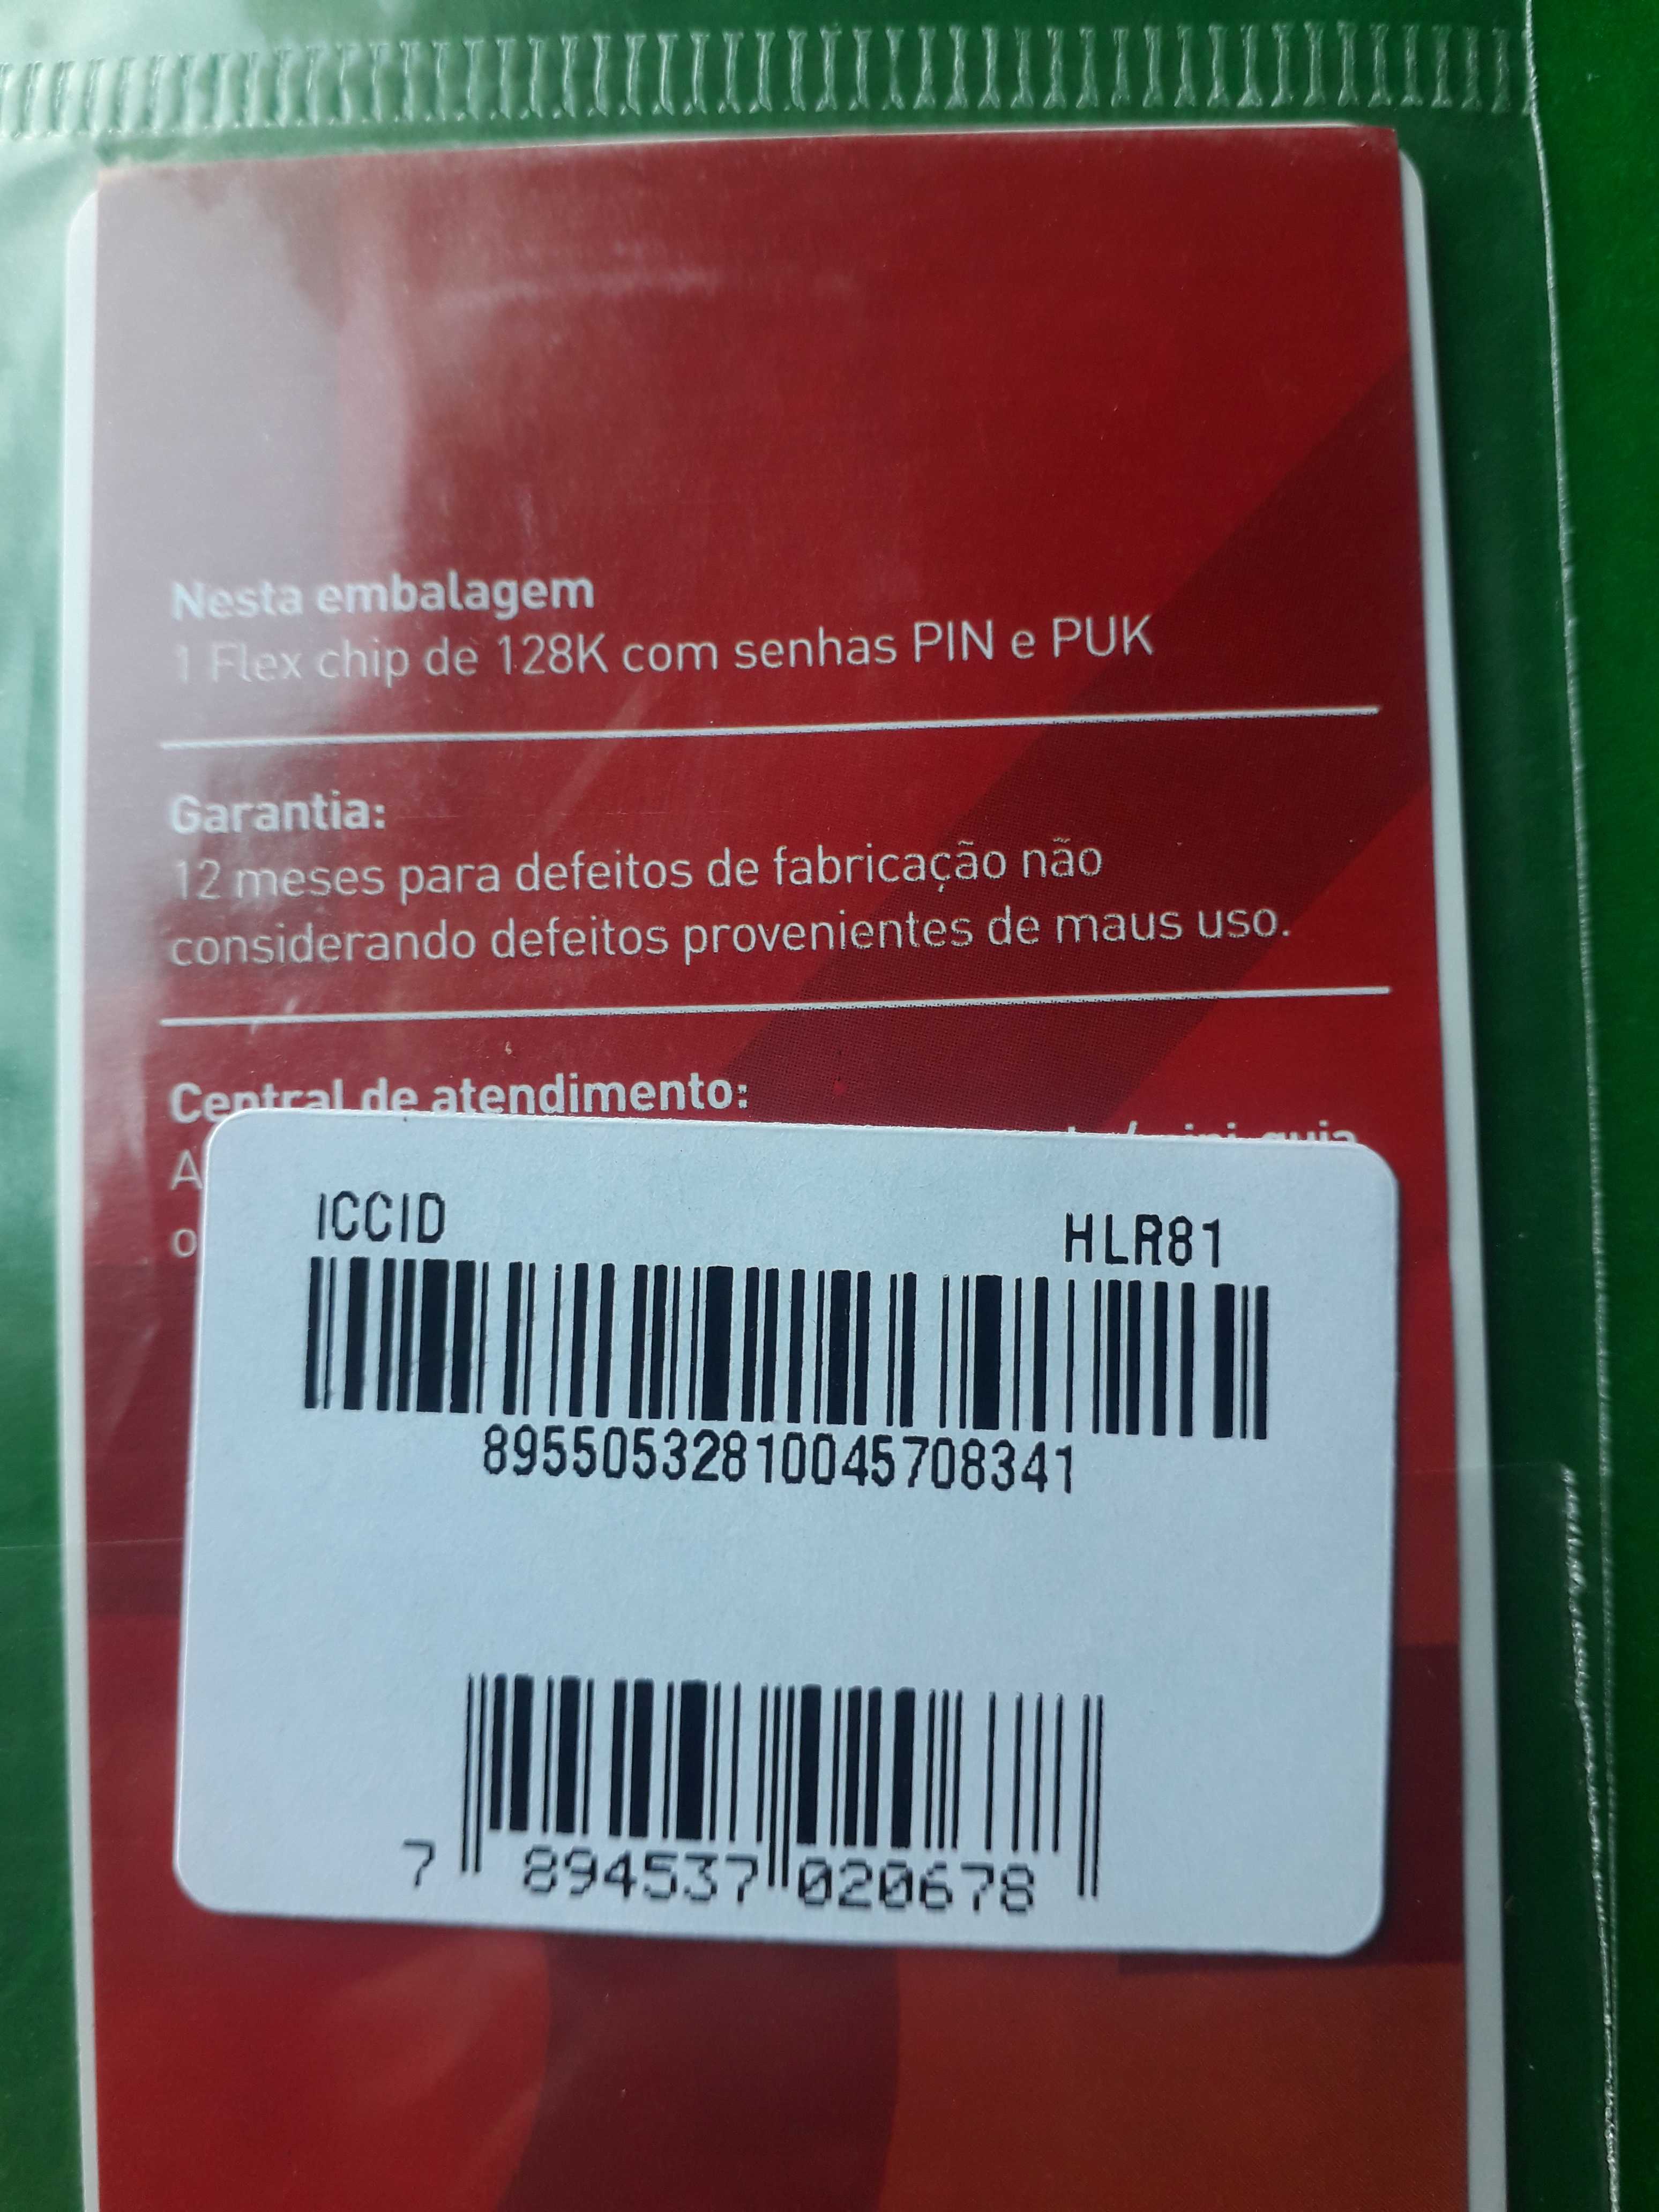 Nesta embalagem
1 Flex chip de 128K com senhas PIN e PUK
Garantia:
12 meses para defeitos de fabricação não
considerando defeitos provenientes de maus uso.
Central de atendimento:
ICCID HLR81
89550532810045708341
7 894537 020678